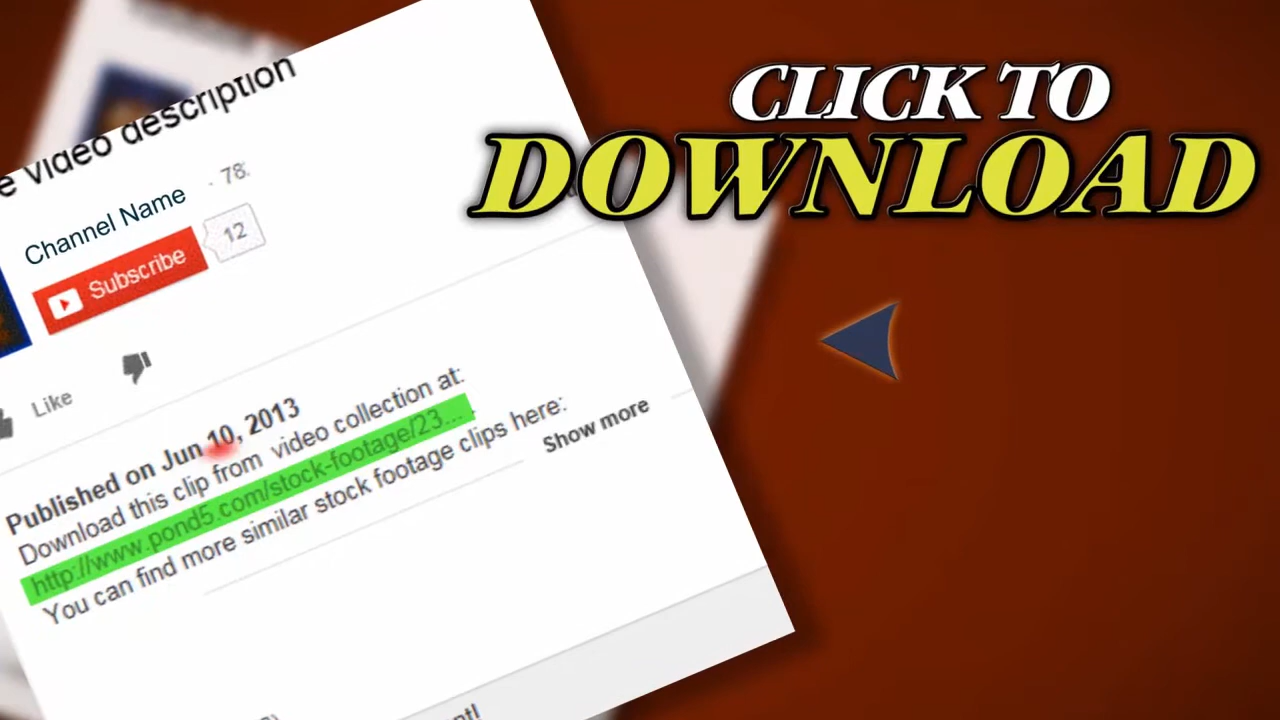 CLICK TO
DOWNLOAD
video description
Channel Name
78
Subscribe
12
Like
Published on Jun 10, 2013
Download this clip from video collection at:
http://www.pond5.com/stock-footage/23...
You can find more similar stock footage clips here:
Show more